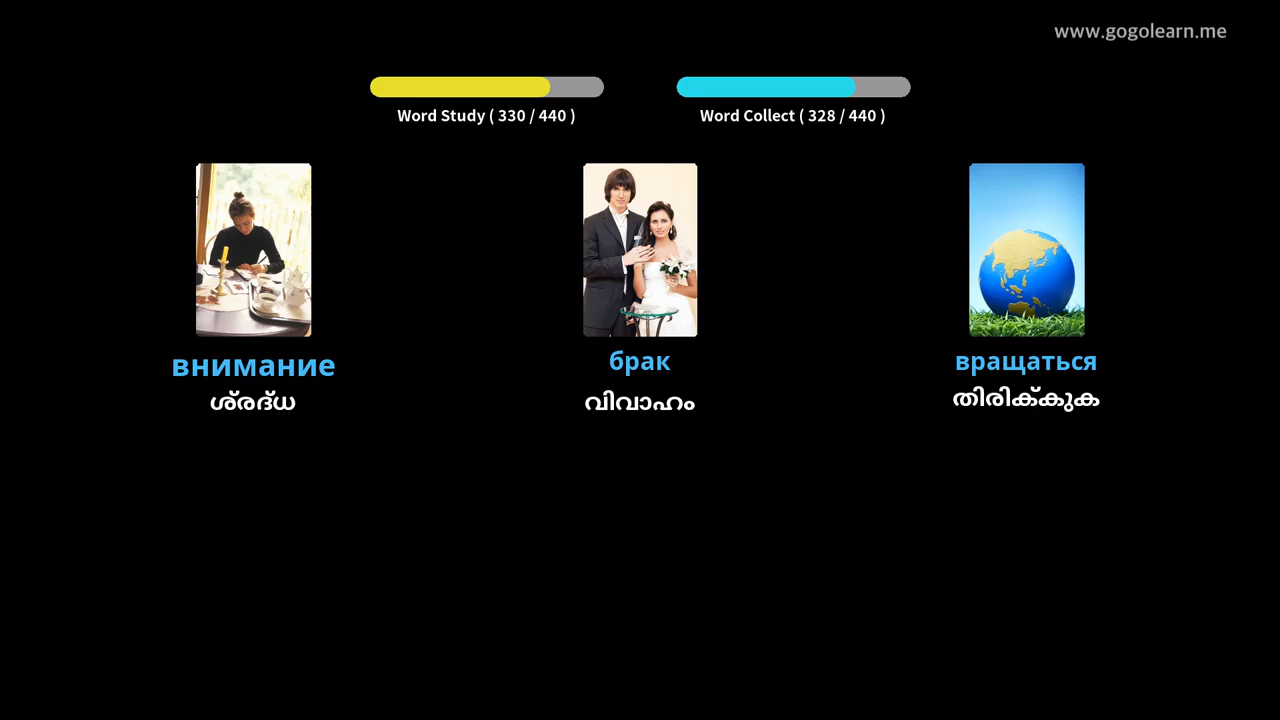 www.gogolearn.me
Word Study ( 330 / 440 )
Word Collect ( 328 / 440 )
внимание
брак
вращаться
ശ്രദ്ധ
വിവാഹം
തിരിക്കുക